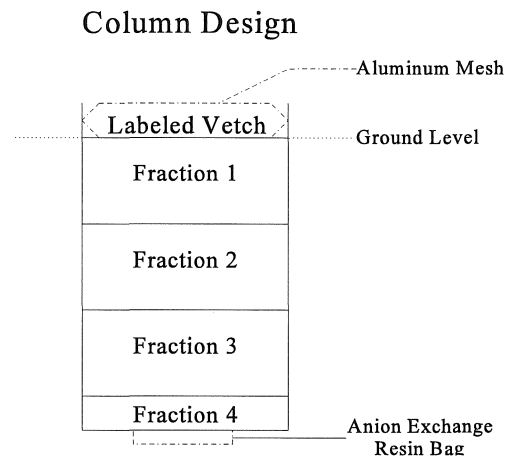 Column Design
Aluminum Mesh
Labeled Vetch
Ground Level
Fraction 1
Fraction 2
Fraction 3
Fraction 4
Anion Exchange
Resin Bag